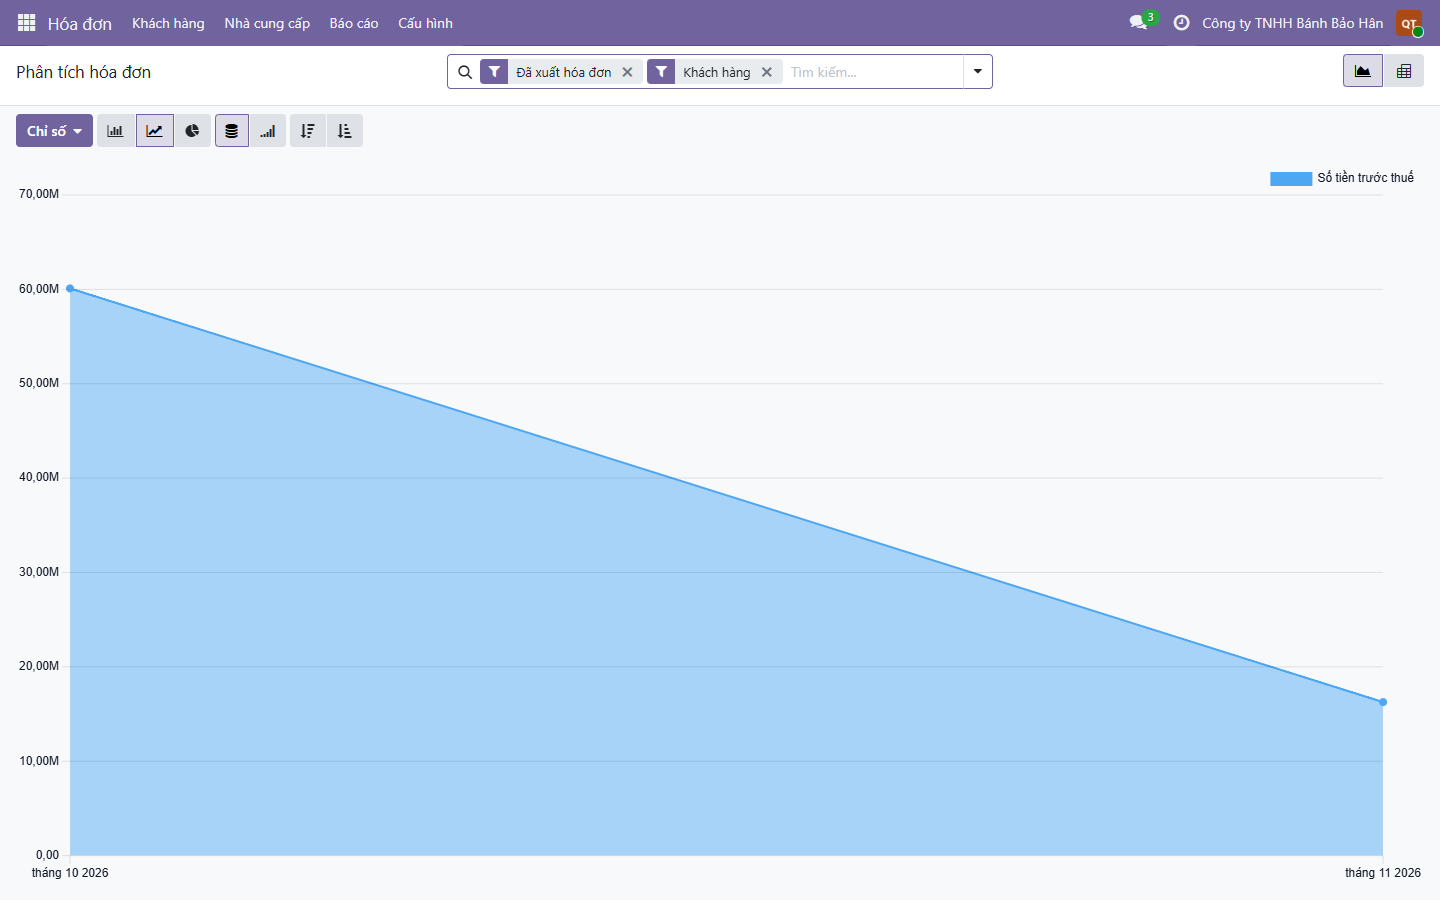 Hóa đơn Khách hàng Nhà cung cấp Báo cáo Cấu hình 3 Công ty TNHH Bánh Bảo Hân QT
Phân tích hóa đơn Đã xuất hóa đơn Khách hàng Tìm kiếm...
Chỉ số
Số tiền trước thuế
70,00M
60,00M
50,00M
40,00M
30,00M
20,00M
10,00M
0,00
tháng 10 2026 tháng 11 2026